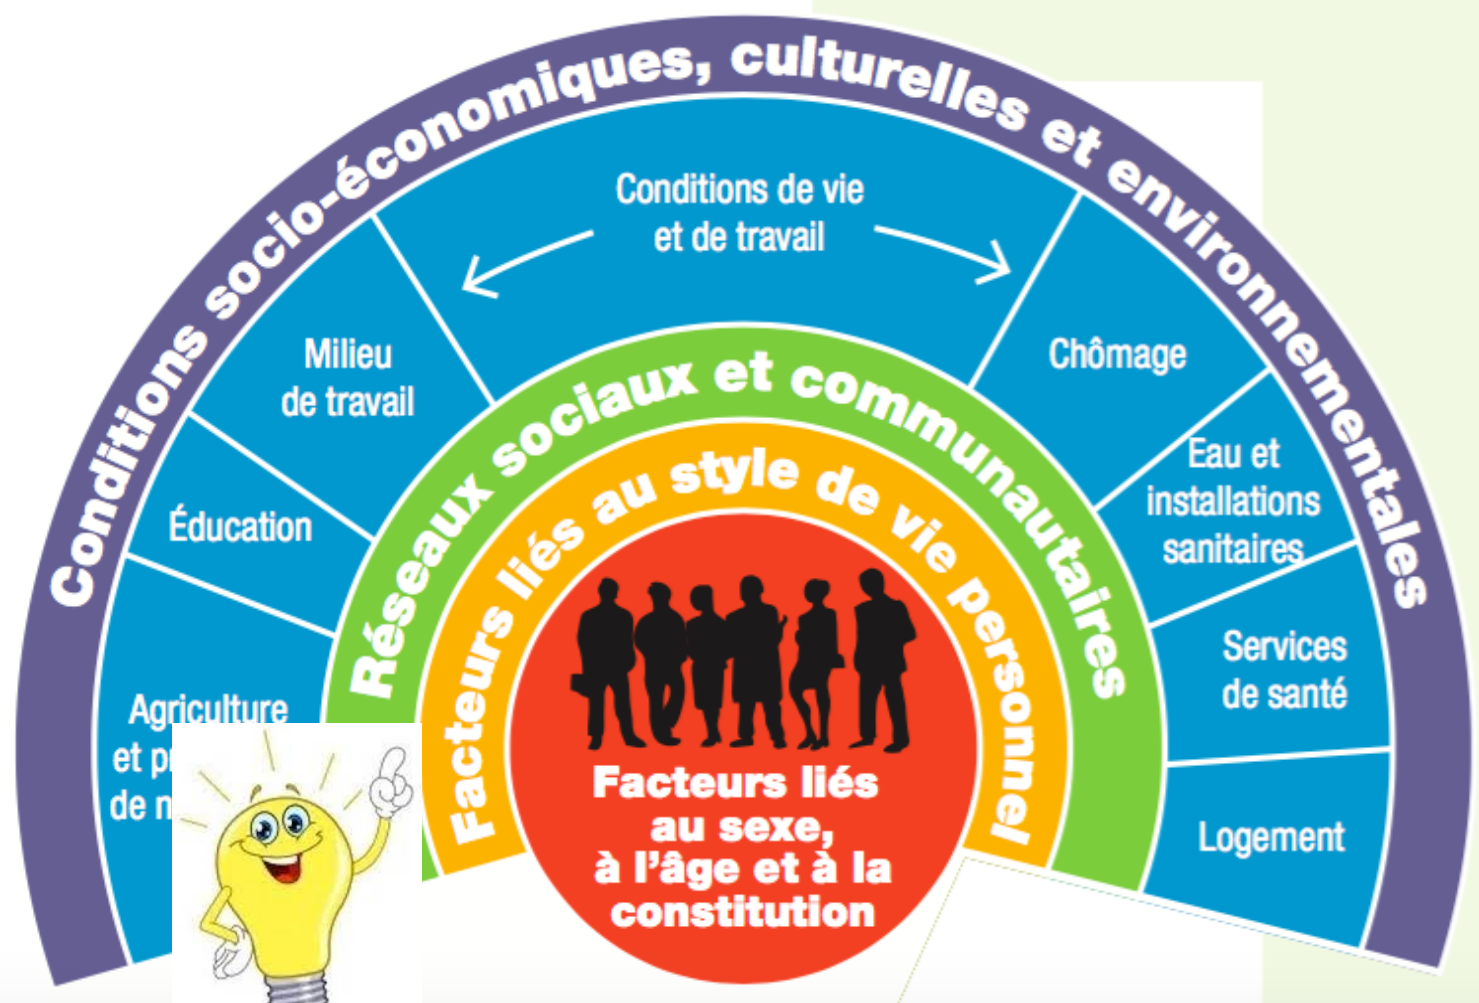 Conditions socio-économiques, culturelles et environnementales
Conditions de vie
et de travail
Milieu
de travail
Chômage
Éducation
Eau et
installations
sanitaires
Agriculture
et
de
Services
de santé
Logement
Réseaux sociaux et communautaires
Facteurs liés au style de vie personnel
Facteurs liés
au sexe,
à l'âge et à la
constitution